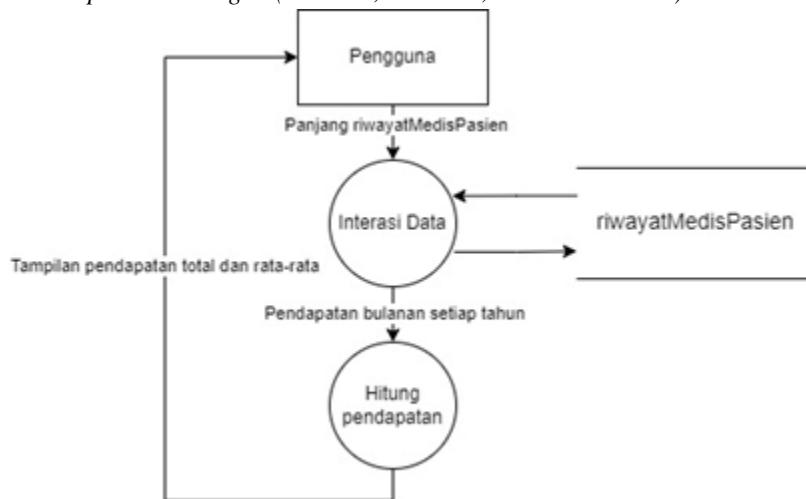 Pengguna
Panjang riwayatMedisPasien
Interasi Data
riwayatMedisPasien
Tampilan pendapatan total dan rata-rata
Pendapatan bulanan setiap tahun
Hitung
pendapatan